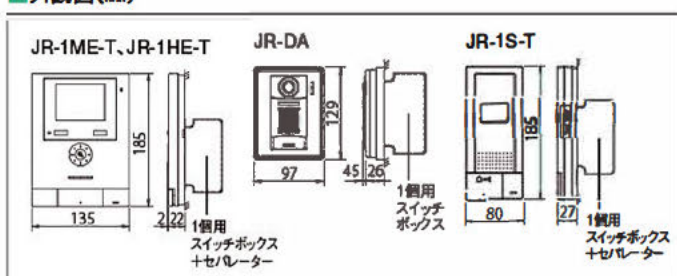 JR-1ME-T、JR-1HE-T
185
135
2
22
1個用
スイッチボックス
＋セパレーター
JR-DA
129
97
45
26
1個用
スイッチ
ボックス
JR-1S-T
185
80
27
1個用
スイッチボックス
＋セパレーター